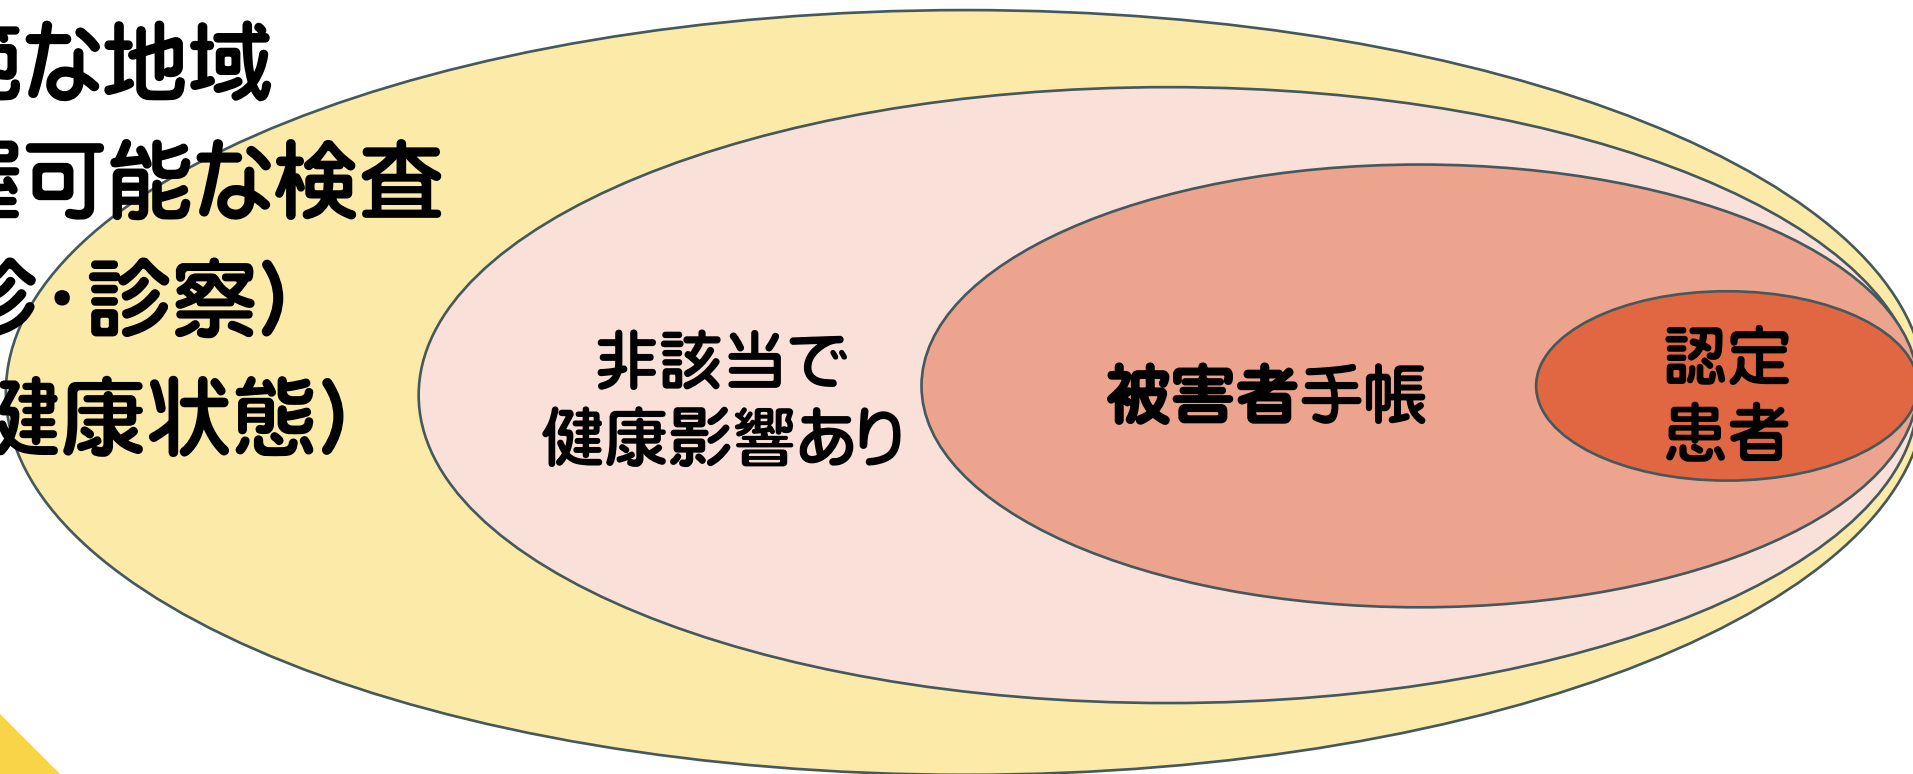 な地域
可能な検査
診・診察)
健康状態)
非該当で
健康影響あり
被害者手帳
認定
患者